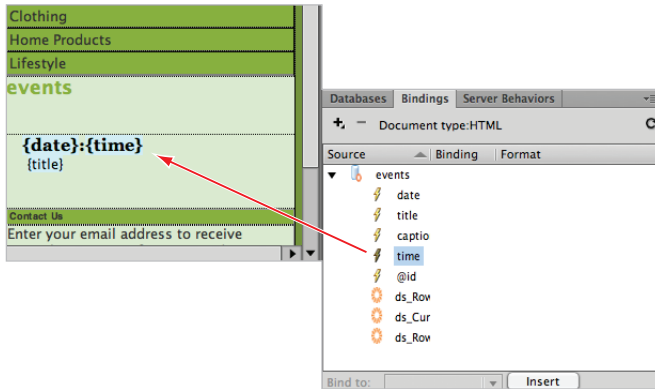 Clothing
Home Products
Lifestyle
events
{date}:{time}
{title}
Contact Us
Enter your email address to receive
Databases Bindings Server Behaviors
Document type:HTML
Source Binding Format
events
date
title
captio
time
@id
ds_Row
ds_Cur
ds_Row
Bind to: Insert